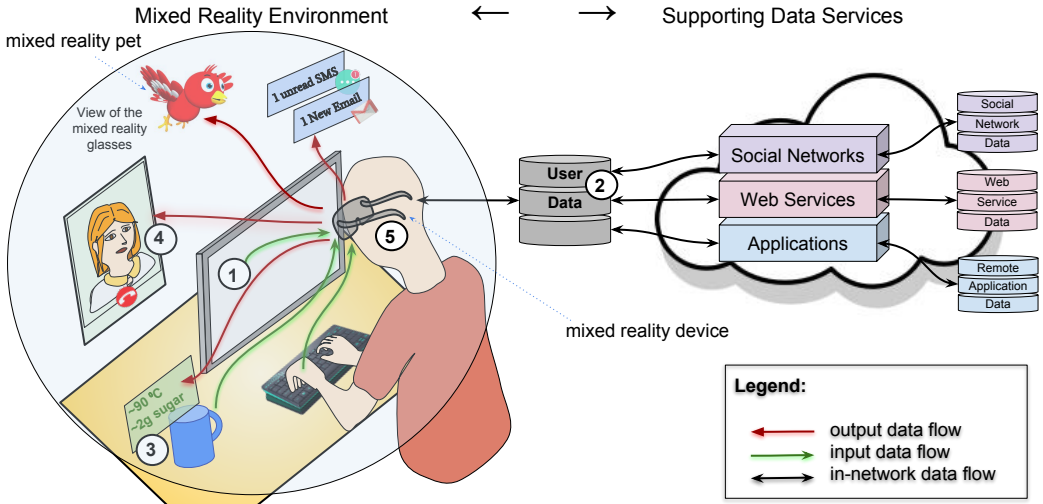 Mixed Reality Environment
Supporting Data Services
mixed reality pet
View of the
mixed reality
glasses
1 unread SMS
1 New Email
4
1
5
~90 ºC
~2g sugar
3
User
Data
2
Social Networks
Web Services
Applications
Social
Network
Data
Web
Service
Data
Remote
Application
Data
mixed reality device
Legend:
output data flow
input data flow
in-network data flow